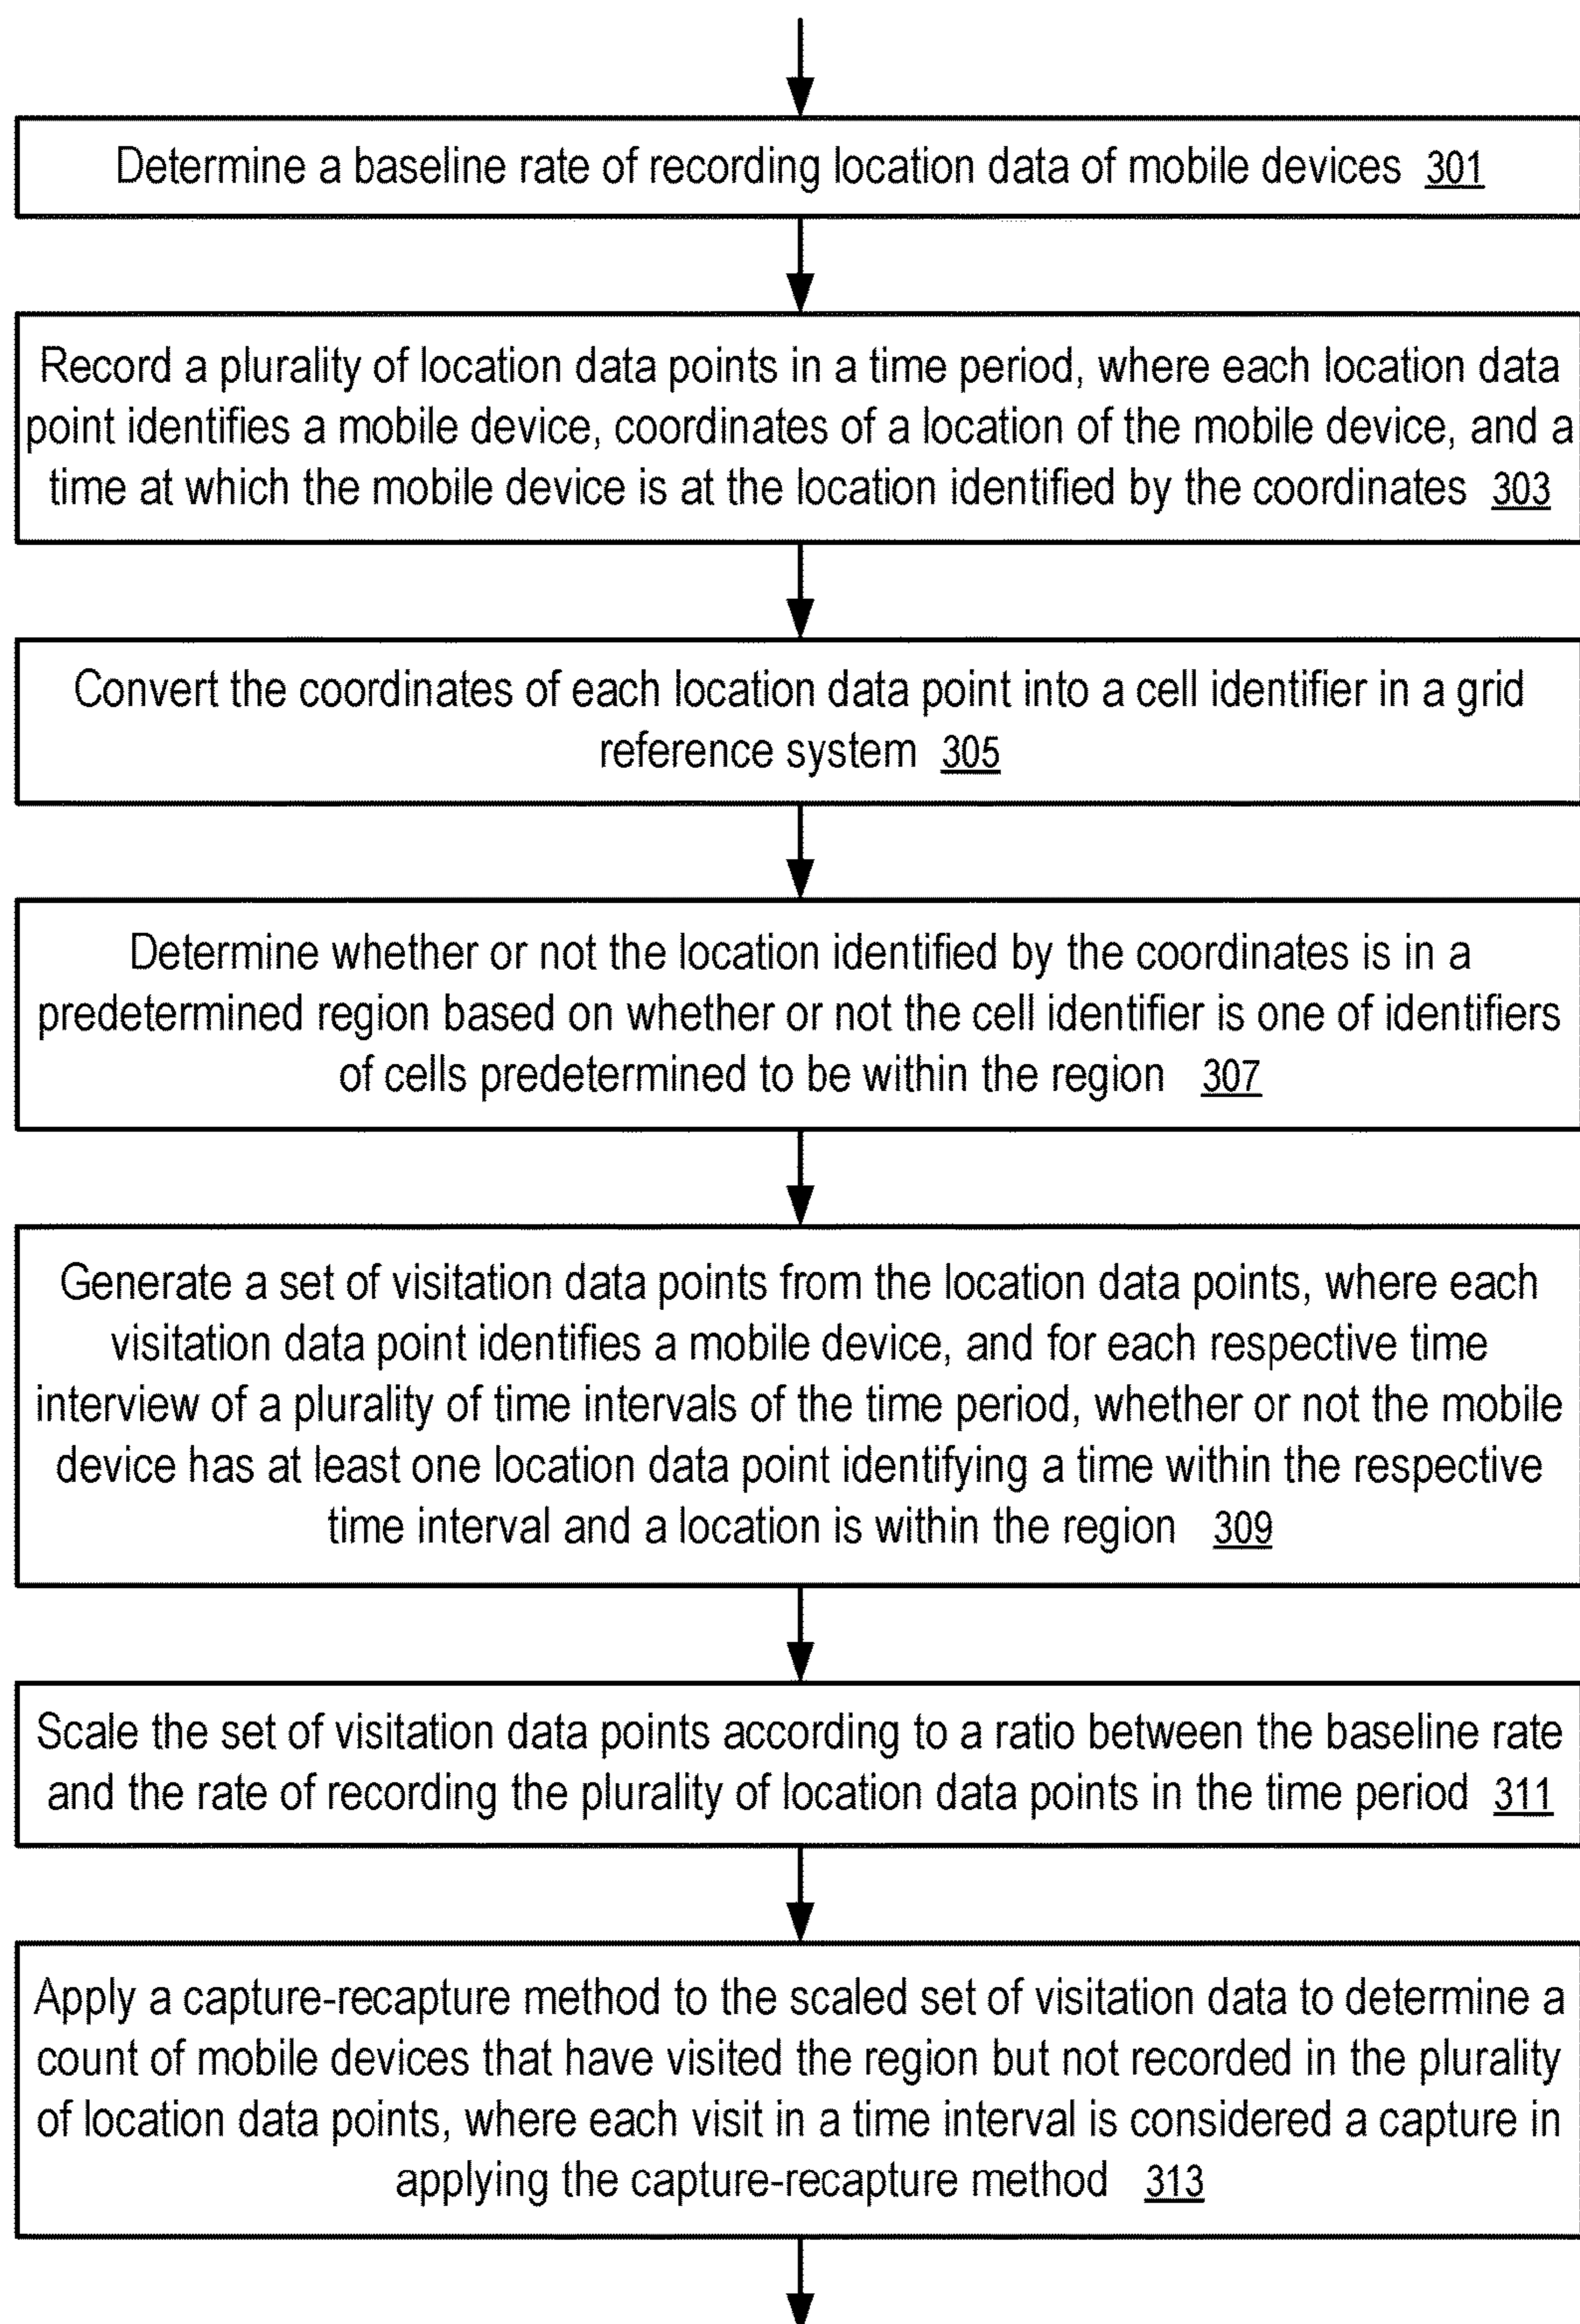 Determine a baseline rate of recording location data of mobile devices 301
Record a plurality of location data points in a time period, where each location data
point identifies a mobile device, coordinates of a location of the mobile device, and a
time at which the mobile device is at the location identified by the coordinates 303
Convert the coordinates of each location data point into a cell identifier in a grid
reference system 305
Determine whether or not the location identified by the coordinates is in a
predetermined region based on whether or not the cell identifier is one of identifiers
of cells predetermined to be within the region 307
Generate a set of visitation data points from the location data points, where each
visitation data point identifies a mobile device, and for each respective time
interview of a plurality of time intervals of the time period, whether or not the mobile
device has at least one location data point identifying a time within the respective
time interval and a location is within the region 309
Scale the set of visitation data points according to a ratio between the baseline rate
and the rate of recording the plurality of location data points in the time period 311
Apply a capture-recapture method to the scaled set of visitation data to determine a
count of mobile devices that have visited the region but not recorded in the plurality
of location data points, where each visit in a time interval is considered a capture in
applying the capture-recapture method 313